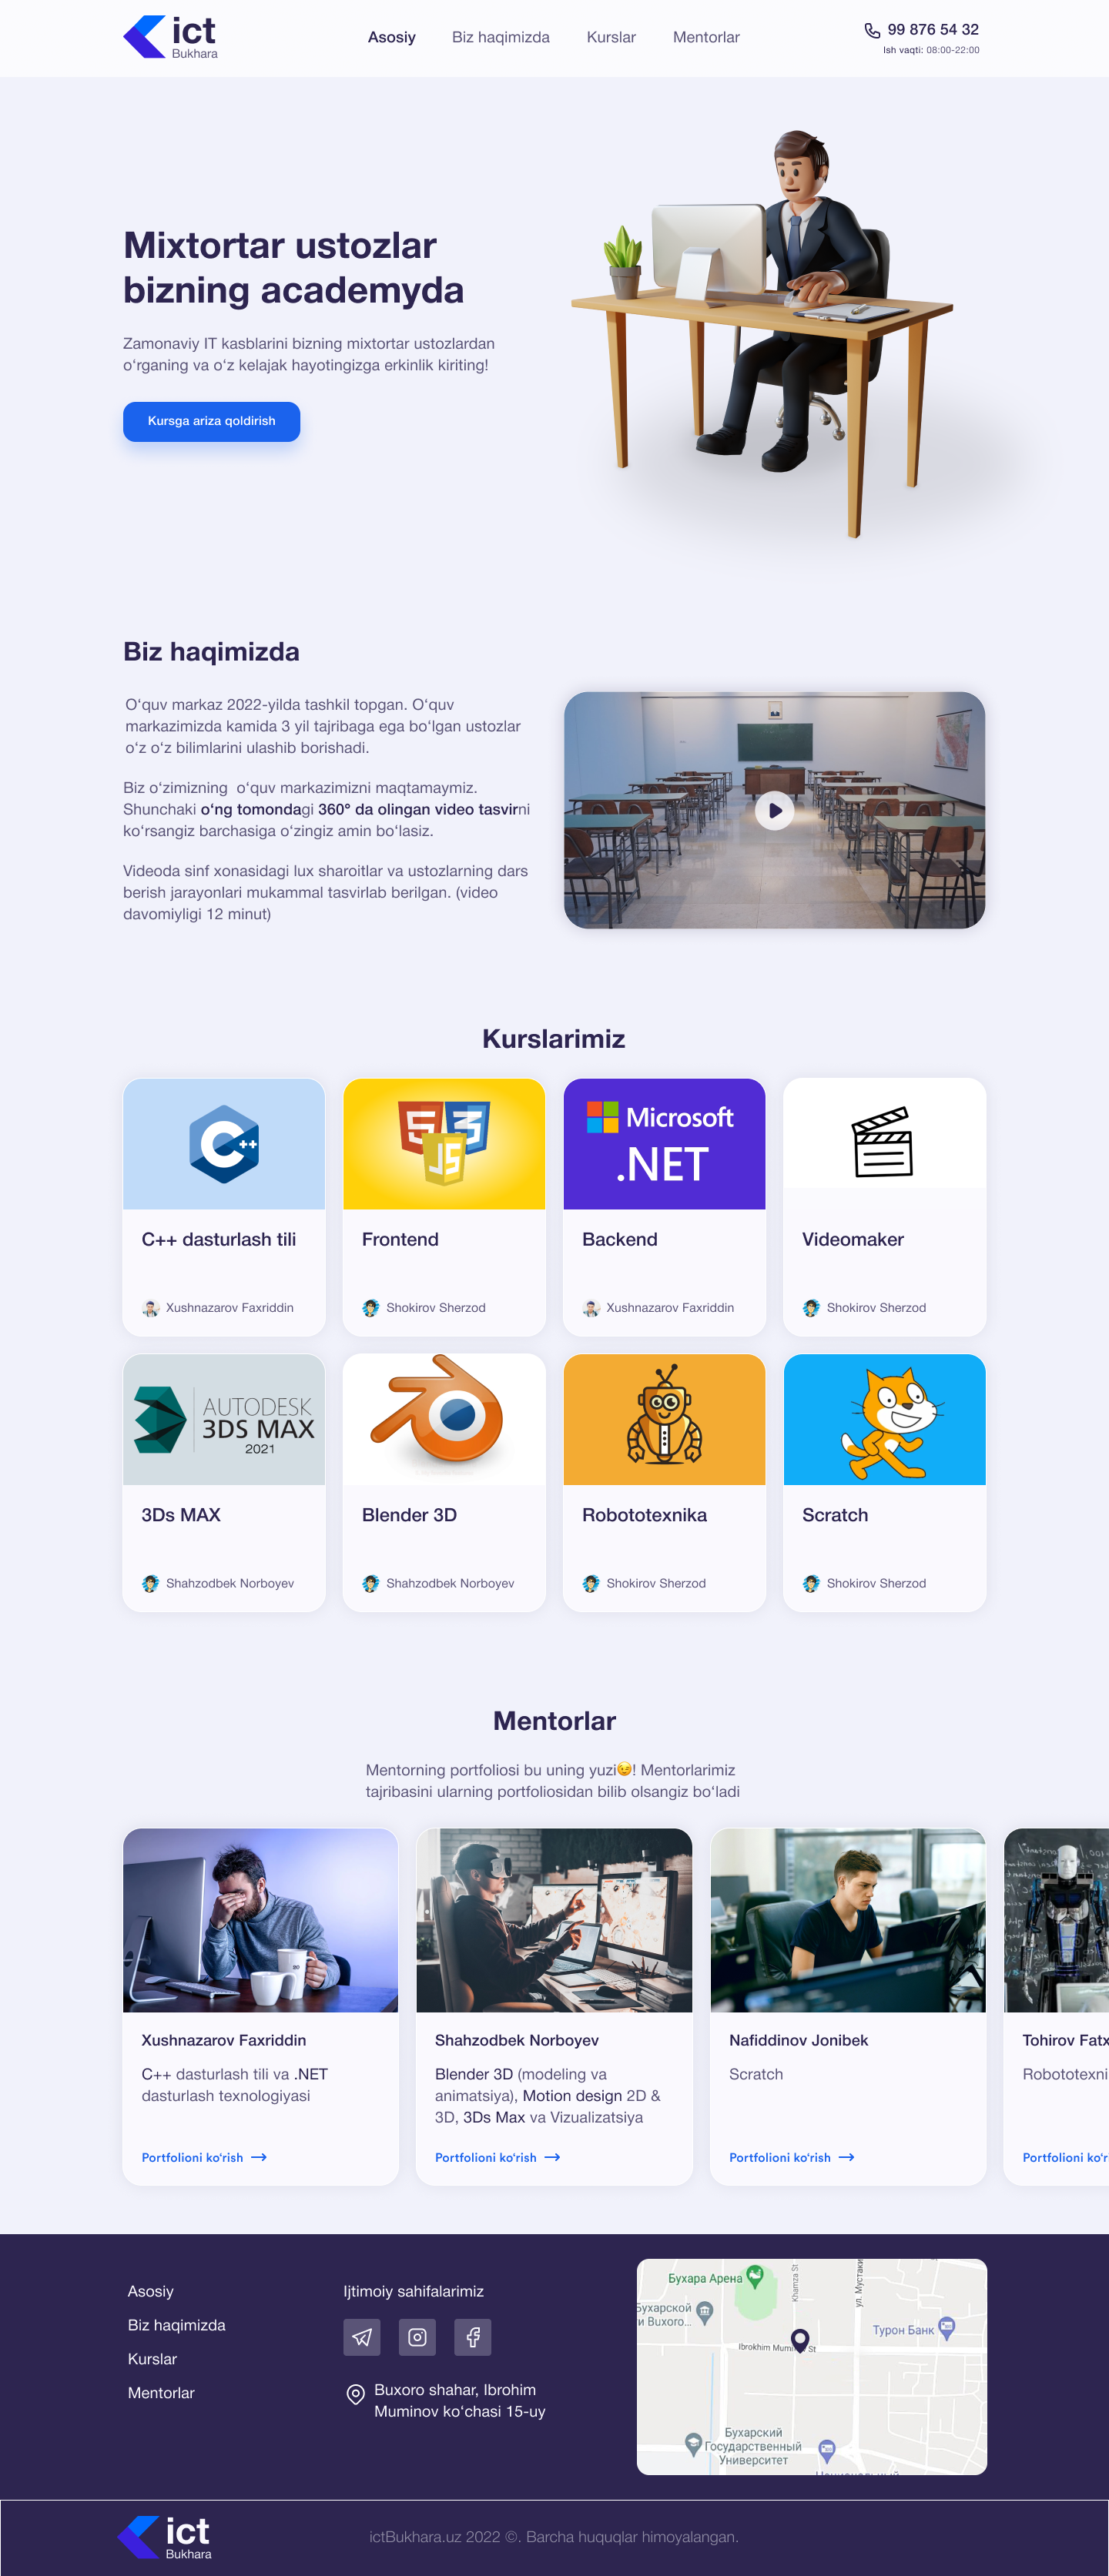 ict
Bukhara
Asosiy
Biz haqimizda
Kurslar
Mentorlar
99 876 54 32
Ish vaqti: 08:00-22:00
Mixtortar ustozlar
bizning academyda
Zamonaviy IT kasblarini bizning mixtortar ustozlardan
o‘rganing va o‘z kelajak hayotingizga erkinlik kiriting!
Kursga ariza qoldirish
Biz haqimizda
O‘quv markaz 2022-yilda tashkil topgan. O‘quv
markazimizda kamida 3 yil tajribaga ega bo‘lgan ustozlar
o‘z o‘z bilimlarini ulashib borishadi.
Biz o‘zimizning o‘quv markazimizni maqtamaymiz.
Shunchaki o‘ng tomondagi 360° da olingan video tasvirni
ko‘rsangiz barchasiga o‘zingiz amin bo‘lasiz.
Videoda sinf xonasidagi lux sharoitlar va ustozlarning dars
berish jarayonlari mukammal tasvirlab berilgan. (video
davomiyligi 12 minut)
Kurslarimiz
C++
5 3
JS
Microsoft
.NET
C++ dasturlash tili
Frontend
Backend
Videomaker
Xushnazarov Faxriddin
Shokirov Sherzod
Xushnazarov Faxriddin
Shokirov Sherzod
AUTODESK
3DS MAX
2021
3Ds MAX
Blender 3D
Robototexnika
Scratch
Shahzodbek Norboyev
Shahzodbek Norboyev
Shokirov Sherzod
Shokirov Sherzod
Mentorlar
Mentorning portfoliosi bu uning yuzi😉! Mentorlarimiz
tajribasini ularning portfoliosidan bilib olsangiz bo‘ladi
Xushnazarov Faxriddin
C++ dasturlash tili va .NET
dasturlash texnologiyasi
Portfolioni ko‘rish
Shahzodbek Norboyev
Blender 3D (modeling va
animatsiya), Motion design 2D &
3D, 3Ds Max va Vizualizatsiya
Portfolioni ko‘rish
Nafiddinov Jonibek
Scratch
Portfolioni ko‘rish
Tohirov Fatx
Robototexni
Portfolioni ko‘r
Asosiy
Biz haqimizda
Kurslar
Mentorlar
Ijtimoiy sahifalarimiz
Buxoro shahar, Ibrohim
Muminov ko‘chasi 15-uy
Бухара Арена
Khamza St
ул. Мустаки
Бухарской
и Buxoro...
Турон Банк
Ibrokhim Mumi St
Бухарский
Государственный
Университет
ict
Bukhara
ictBukhara.uz 2022 ©. Barcha huquqlar himoyalangan.